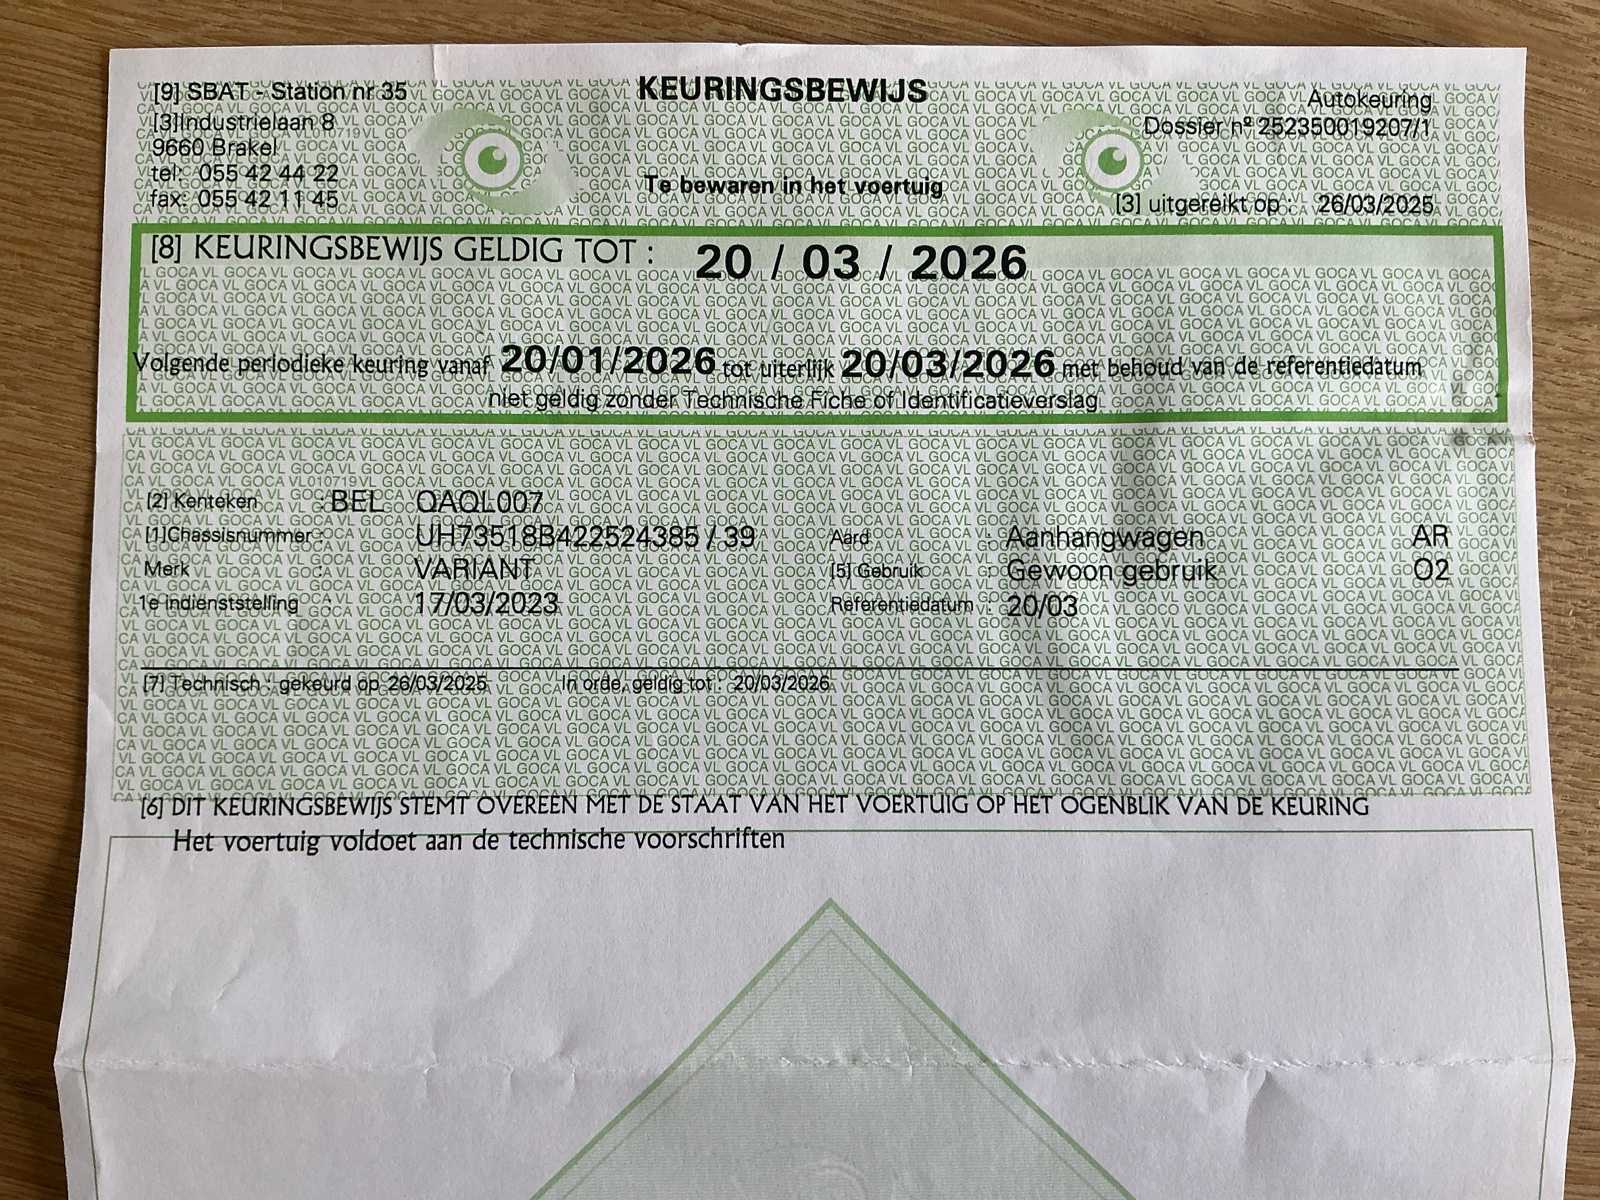 [9] SBAT - Station nr 35
[3]Industrielaan 8
9660 Brakel
tel: 055 42 44 22
fax: 055 42 11 45
KEURINGSBEWIJS
Te bewaren in het voertuig
Autokeuring
Dossier nº 252350019207/1
[3] uitgereikt op : 26/03/2025
[8] KEURINGSBEWIJS GELDIG TOT : 20 / 03 / 2026
Volgende periodieke keuring vanaf 20/01/2026 tot uiterlijk 20/03/2026 met behoud van de referentiedatum
niet geldig zonder Technische Fiche of Identificatieverslag
[2] Kenteken : BEL QAQL007
[1]Chassisnummer : UH73518B422524385 / 39 Aard : Aanhangwagen AR
Merk : VARIANT [5] Gebruik : Gewoon gebruik O2
1e indienststelling : 17/03/2023 Referentiedatum : 20/03
[7] Technisch : gekeurd op 26/03/2025 In orde, geldig tot : 20/03/2026
[6] DIT KEURINGSBEWIJS STEMT OVEREEN MET DE STAAT VAN HET VOERTUIG OP HET OGENBLIK VAN DE KEURING
Het voertuig voldoet aan de technische voorschriften